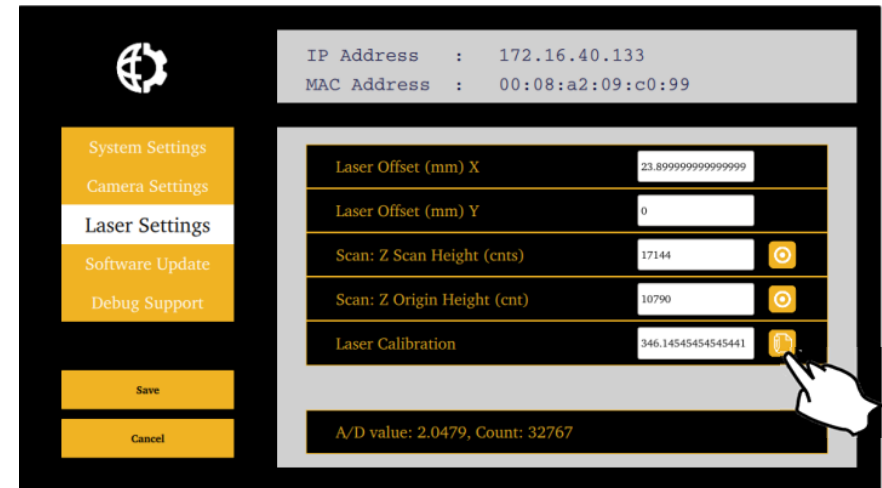 IP Address : 172.16.40.133
MAC Address : 00:08:a2:09:c0:99
System Settings
Camera Settings
Laser Settings
Software Update
Debug Support
Save
Cancel
Laser Offset (mm) X 23.899999999999999
Laser Offset (mm) Y 0
Scan: Z Scan Height (cnts) 17144
Scan: Z Origin Height (cnt) 10790
Laser Calibration 346.14545454545441
A/D value: 2.0479, Count: 32767